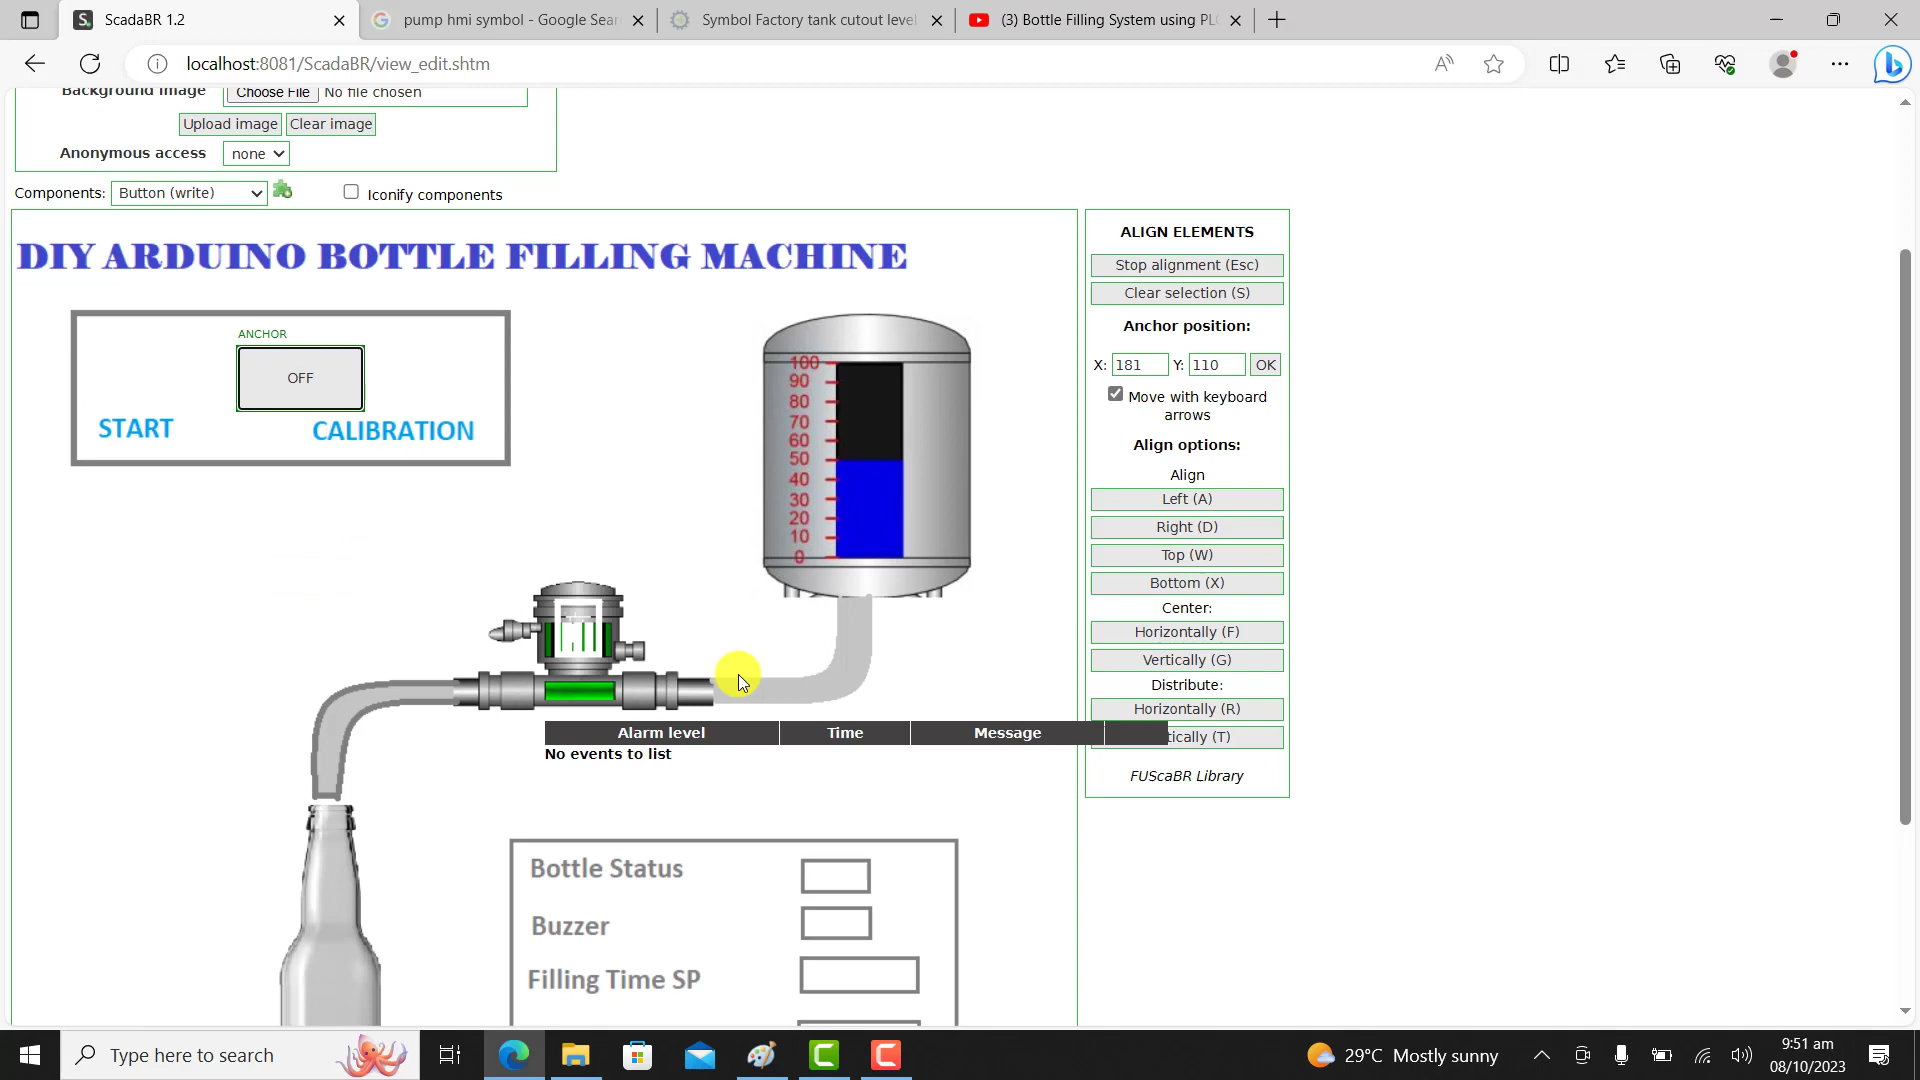 ScadaBR 1.2
pump hmi symbol - Google Sear
Symbol Factory tank cutout level
(3) Bottle Filling System using PL
localhost:8081/ScadaBR/view_edit.shtm
Background image Choose File No file chosen
Upload image Clear image
Anonymous access none
Components: Button (write) Iconify components
DIY ARDUINO BOTTLE FILLING MACHINE
ANCHOR
OFF
START CALIBRATION
100
90
80
70
60
50
40
30
20
10
0
Alarm level Time Message
No events to list
Bottle Status
Buzzer
Filling Time SP
ALIGN ELEMENTS
Stop alignment (Esc)
Clear selection (S)
Anchor position:
X: 181 Y: 110 OK
Move with keyboard
arrows
Align options:
Align
Left (A)
Right (D)
Top (W)
Bottom (X)
Center:
Horizontally (F)
Vertically (G)
Distribute:
Horizontally (R)
tically (T)
FUScaBR Library
Type here to search
29°C Mostly sunny
9:51 am
08/10/2023